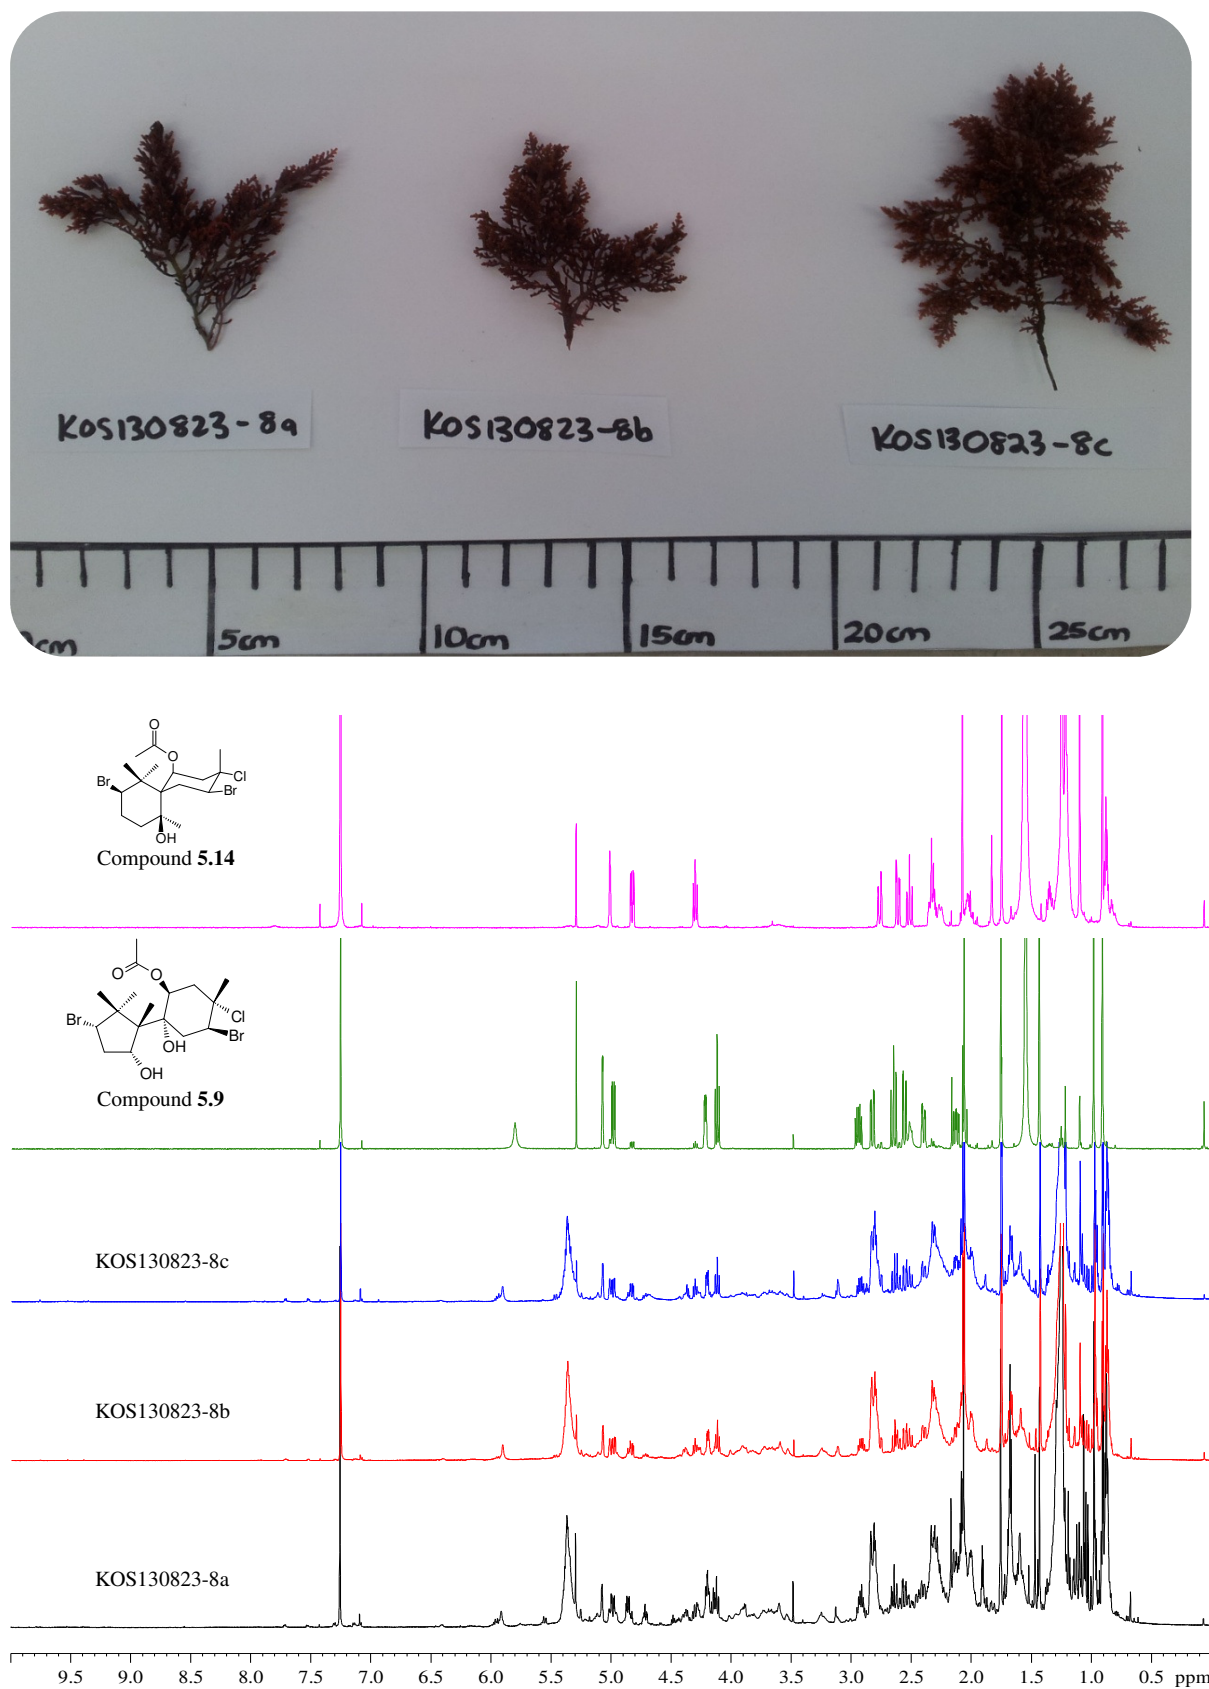 KOS130823-8a
KOS130823-8b
KOS130823-8c
cm
5cm
10cm
15cm
20cm
25cm
O
O
Br
Cl
Br
OH
Compound 5.14
O
O
Br
Cl
Br
OH
OH
Compound 5.9
KOS130823-8c
KOS130823-8b
KOS130823-8a
9.5 9.0 8.5 8.0 7.5 7.0 6.5 6.0 5.5 5.0 4.5 4.0 3.5 3.0 2.5 2.0 1.5 1.0 0.5 ppm